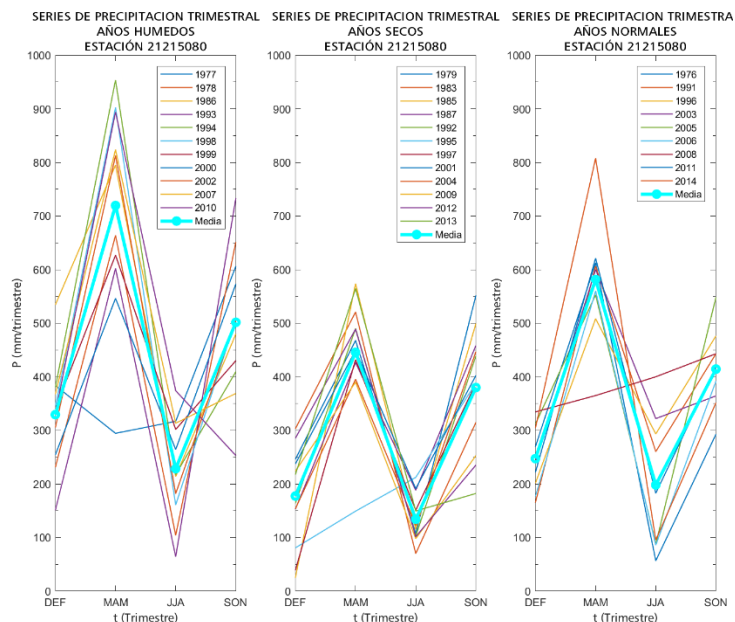 SERIES DE PRECIPITACION TRIMESTRAL
AÑOS HUMEDOS
ESTACIÓN 21215080
1000
900
800
700
600
500
400
300
200
100
0
P (mm/trimestre)
DEF
MAM
JJA
SON
t (Trimestre)
1977
1978
1986
1993
1994
1998
1999
2000
2002
2007
2010
Media
SERIES DE PRECIPITACION TRIMESTRAL
AÑOS SECOS
ESTACIÓN 21215080
1000
900
800
700
600
500
400
300
200
100
0
P (mm/trimestre)
DEF
MAM
JJA
SON
t (Trimestre)
1979
1983
1985
1987
1992
1995
1997
2001
2004
2009
2012
2013
Media
SERIES DE PRECIPITACION TRIMESTRA
AÑOS NORMALES
ESTACIÓN 21215080
1000
900
800
700
600
500
400
300
200
100
0
P (mm/trimestre)
DEF
MAM
JJA
SON
t (Trimestre)
1976
1991
1996
2003
2005
2006
2008
2011
2014
Media